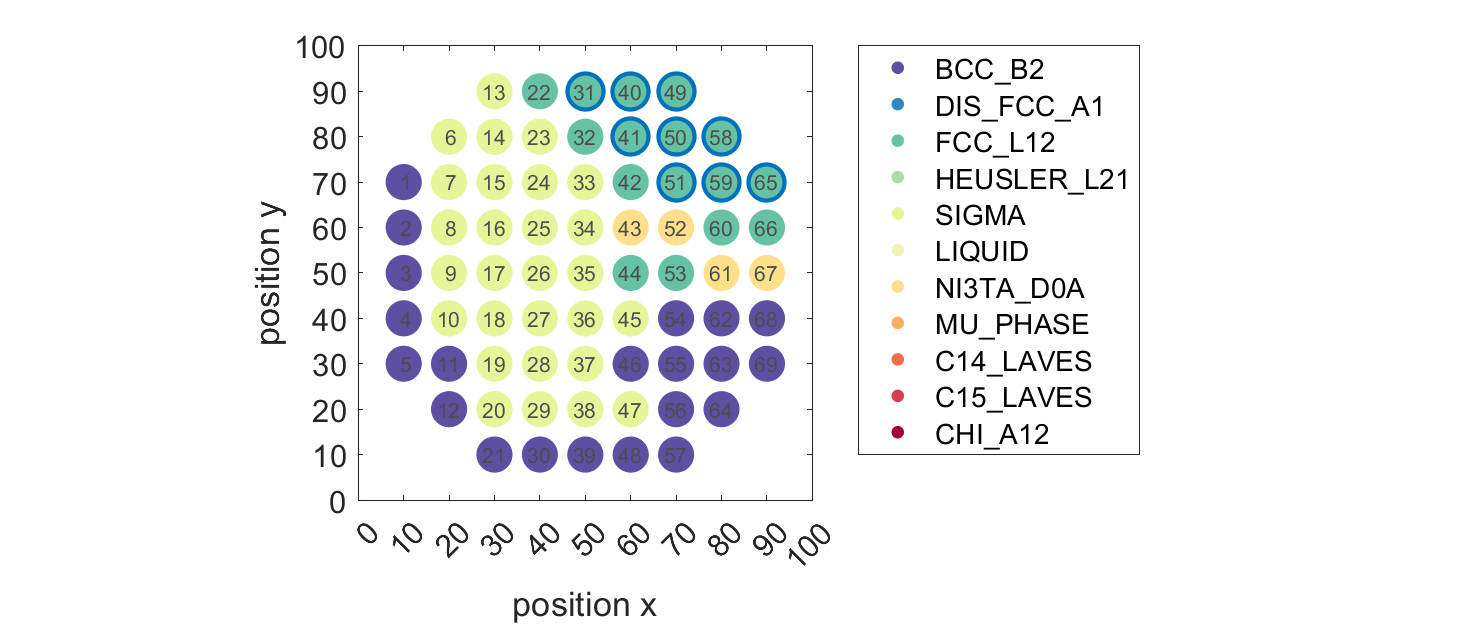 100
90 13 22 31 40 49
80 6 14 23 32 41 50 58
70 1 7 15 24 33 42 51 59 65
60 2 8 16 25 34 43 52 60 66
50 3 9 17 26 35 44 53 61 67
40 4 10 18 27 36 45 54 62 68
30 5 11 19 28 37 46 55 63 69
20 12 20 29 38 47 56 64
10 21 30 39 48 57
0
position y
0 10 20 30 40 50 60 70 80 90 100
position x
BCC_B2
DIS_FCC_A1
FCC_L12
HEUSLER_L21
SIGMA
LIQUID
NI3TA_D0A
MU_PHASE
C14_LAVES
C15_LAVES
CHI_A12